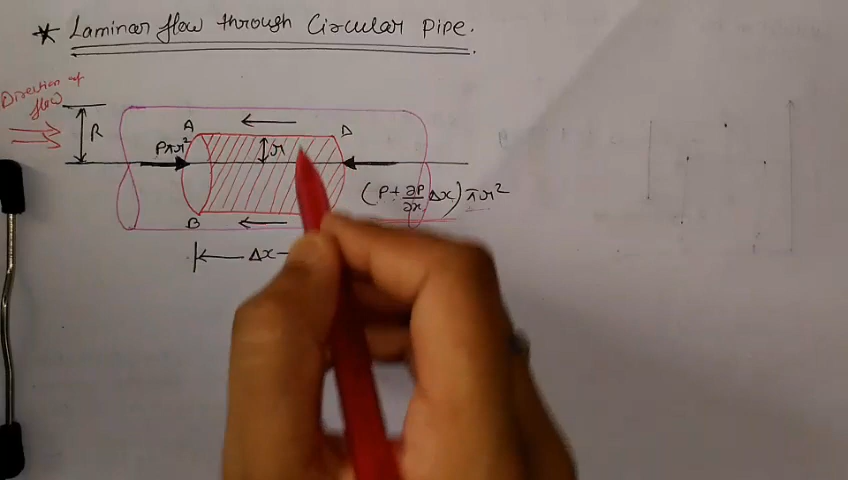 * Laminar flow through Circular pipe.
Direction of
flow
R
A
D
Pπr²
r
(P+ ∂P/∂x Δx) πr²
B
Δx